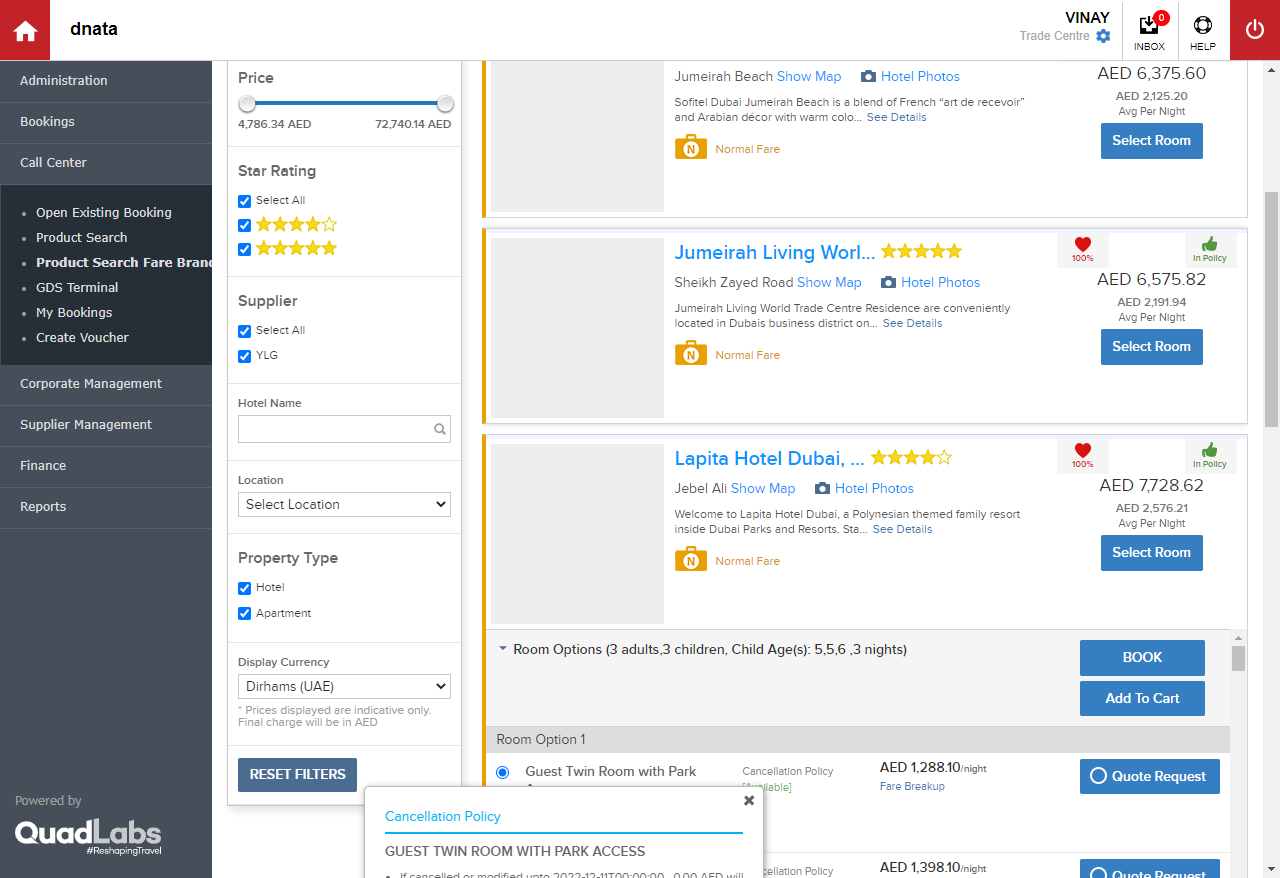 dnata
VINAY
Trade Centre
0
INBOX
HELP
Administration
Bookings
Call Center
Open Existing Booking
Product Search
Product Search Fare Bran
GDS Terminal
My Bookings
Create Voucher
Corporate Management
Supplier Management
Finance
Reports
Powered by
QuadLabs
#ReshapingTravel
Price
4,786.34 AED 72,740.14 AED
Star Rating
Select All
Supplier
Select All
YLG
Hotel Name
Location
Select Location
Property Type
Hotel
Apartment
Display Currency
Dirhams (UAE)
* Prices displayed are indicative only.
Final charge will be in AED
RESET FILTERS
Jumeirah Beach Show Map Hotel Photos
Sofitel Dubai Jumeirah Beach is a blend of French “art de recevoir”
and Arabian décor with warm colo... See Details
N Normal Fare
AED 6,375.60
AED 2,125.20
Avg Per Night
Select Room
Jumeirah Living Worl...
100%
In Policy
Sheikh Zayed Road Show Map Hotel Photos
Jumeirah Living World Trade Centre Residence are conveniently
located in Dubais business district on... See Details
N Normal Fare
AED 6,575.82
AED 2,191.94
Avg Per Night
Select Room
Lapita Hotel Dubai, ...
100%
In Policy
Jebel Ali Show Map Hotel Photos
Welcome to Lapita Hotel Dubai, a Polynesian themed family resort
inside Dubai Parks and Resorts. Sta... See Details
N Normal Fare
AED 7,728.62
AED 2,576.21
Avg Per Night
Select Room
Room Options (3 adults,3 children, Child Age(s): 5,5,6 ,3 nights)
BOOK
Add To Cart
Room Option 1
Guest Twin Room with Park
Cancellation Policy
AED 1,288.10/night
Fare Breakup
Quote Request
Cancellation Policy
GUEST TWIN ROOM WITH PARK ACCESS
If cancelled or modified upto 2022-12-11T00:00:00 , 0.00 AED will
cellation Policy
AED 1,398.10/night
Quote Request